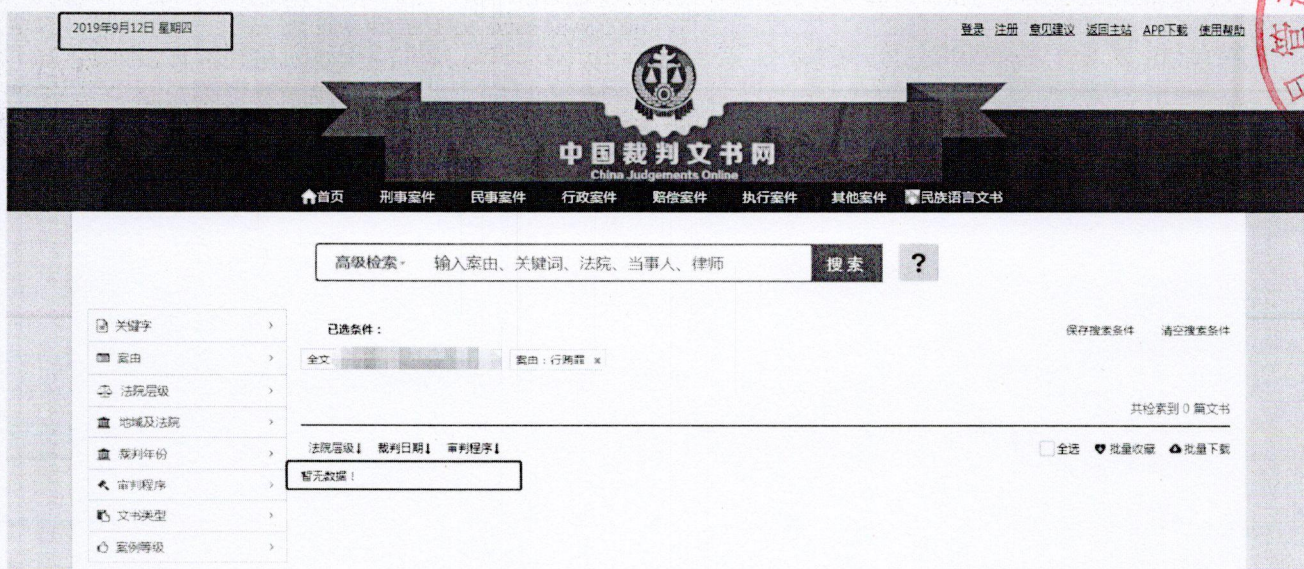 2019年9月12日 星期四
登录 注册 意见建议 返回主站 APP下载 使用帮助
中国裁判文书网
China Judgements Online
首页 刑事案件 民事案件 行政案件 赔偿案件 执行案件 其他案件 民族语言文书
高级检索 输入案由、关键词、法院、当事人、律师 搜索 ?
关键字
已选条件：
保存搜索条件 清空搜索条件
案由
全文
案由：行贿罪 x
法院层级
地域及法院
共检索到 0 篇文书
裁判年份
法院层级 裁判日期 审判程序
全选 批量收藏 批量下载
审判程序
暂无数据！
文书类型
案例等级
管